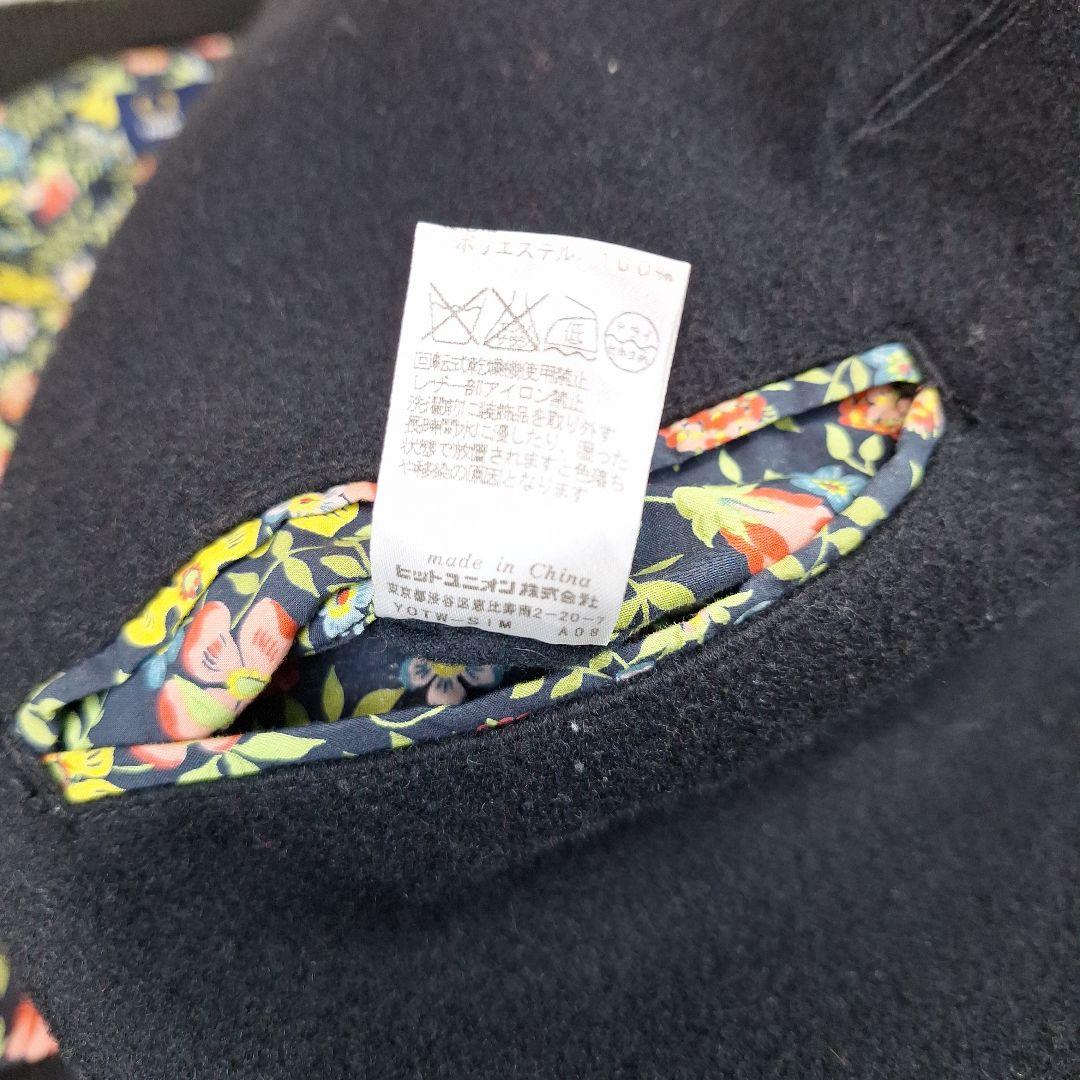 ポリエステル 100%
低
回転式乾燥機使用禁止
レザー部アイロン禁止
洗濯前に装飾品を取り外す
長時間水に浸したり、湿った
状態で放置されますと色落ち
や移染の原因となります
made in China
ヒットユニオン株式会社
東京都渋谷区恵比寿南2-20-7
YOTW-SIM A08